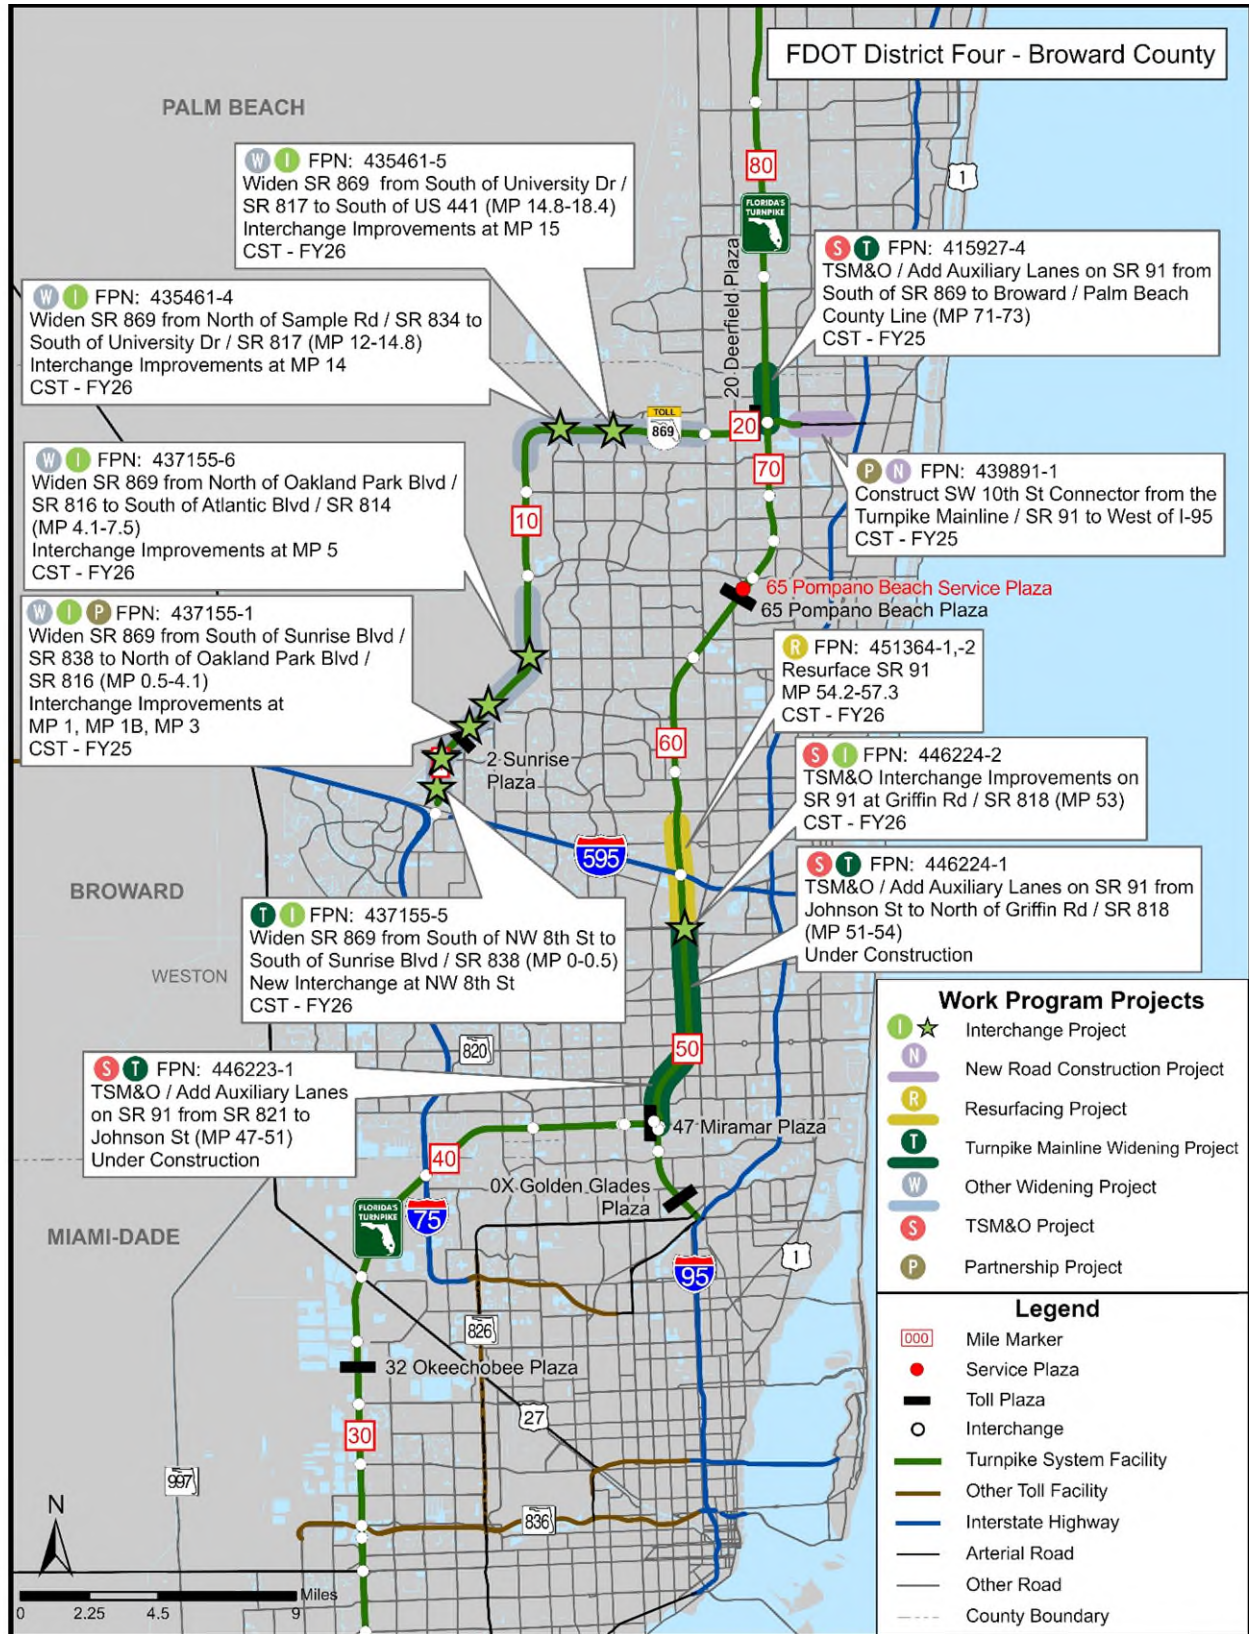 FDOT District Four - Broward County
PALM BEACH
80
1
FLORIDA'S
TURNPIKE
W I FPN: 435461-5
Widen SR 869 from South of University Dr /
SR 817 to South of US 441 (MP 14.8-18.4)
Interchange Improvements at MP 15
CST - FY26
S T FPN: 415927-4
TSM&O / Add Auxiliary Lanes on SR 91 from
South of SR 869 to Broward / Palm Beach
County Line (MP 71-73)
CST - FY25
W I FPN: 435461-4
Widen SR 869 from North of Sample Rd / SR 834 to
South of University Dr / SR 817 (MP 12-14.8)
Interchange Improvements at MP 14
CST - FY26
20 Deerfield Plaza
TOLL
869
20
70
P N FPN: 439891-1
Construct SW 10th St Connector from the
Turnpike Mainline / SR 91 to West of I-95
CST - FY25
W I FPN: 437155-6
Widen SR 869 from North of Oakland Park Blvd /
SR 816 to South of Atlantic Blvd / SR 814
(MP 4.1-7.5)
Interchange Improvements at MP 5
CST - FY26
10
65 Pompano Beach Service Plaza
65 Pompano Beach Plaza
W I P FPN: 437155-1
Widen SR 869 from South of Sunrise Blvd /
SR 838 to North of Oakland Park Blvd /
SR 816 (MP 0.5-4.1)
Interchange Improvements at
MP 1, MP 1B, MP 3
CST - FY25
R FPN: 451364-1,-2
Resurface SR 91
MP 54.2-57.3
CST - FY26
60
2 Sunrise
Plaza
S I FPN: 446224-2
TSM&O Interchange Improvements on
SR 91 at Griffin Rd / SR 818 (MP 53)
CST - FY26
595
S T FPN: 446224-1
TSM&O / Add Auxiliary Lanes on SR 91 from
Johnson St to North of Griffin Rd / SR 818
(MP 51-54)
Under Construction
BROWARD
WESTON
T I FPN: 437155-5
Widen SR 869 from South of NW 8th St to
South of Sunrise Blvd / SR 838 (MP 0-0.5)
New Interchange at NW 8th St
CST - FY26
820
50
S T FPN: 446223-1
TSM&O / Add Auxiliary Lanes
on SR 91 from SR 821 to
Johnson St (MP 47-51)
Under Construction
47 Miramar Plaza
40
0X Golden Glades
Plaza
FLORIDA'S
TURNPIKE
75
MIAMI-DADE
95
1
826
32 Okeechobee Plaza
27
30
997
836
N
Miles
0 2.25 4.5 9
Work Program Projects
I Interchange Project
N New Road Construction Project
R Resurfacing Project
T Turnpike Mainline Widening Project
W Other Widening Project
S TSM&O Project
P Partnership Project
Legend
000 Mile Marker
Service Plaza
Toll Plaza
Interchange
Turnpike System Facility
Other Toll Facility
Interstate Highway
Arterial Road
Other Road
County Boundary